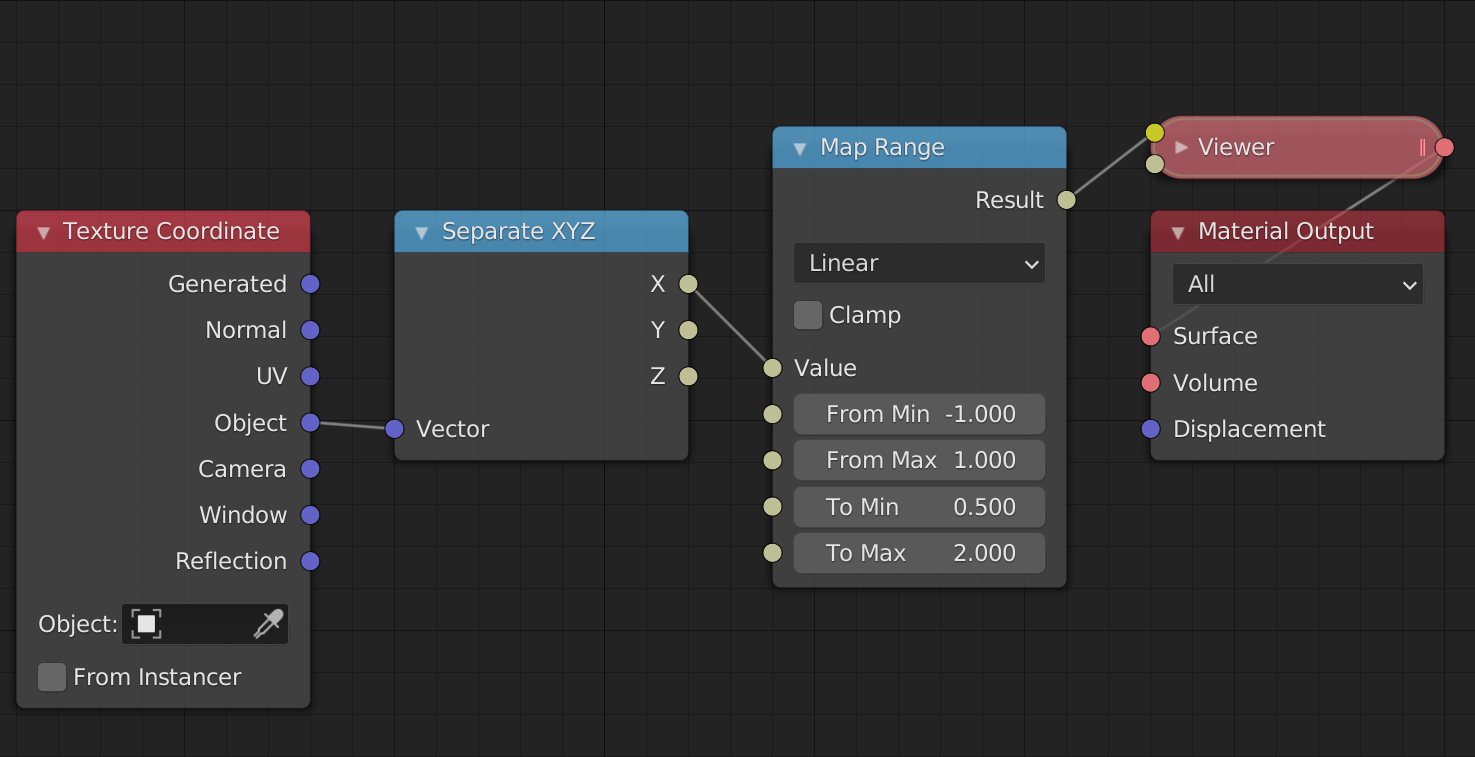 Texture Coordinate
Generated
Normal
UV
Object
Camera
Window
Reflection
Object:
From Instancer
Separate XYZ
X
Y
Z
Vector
Map Range
Result
Linear
Clamp
Value
From Min -1.000
From Max 1.000
To Min 0.500
To Max 2.000
Viewer
Material Output
All
Surface
Volume
Displacement